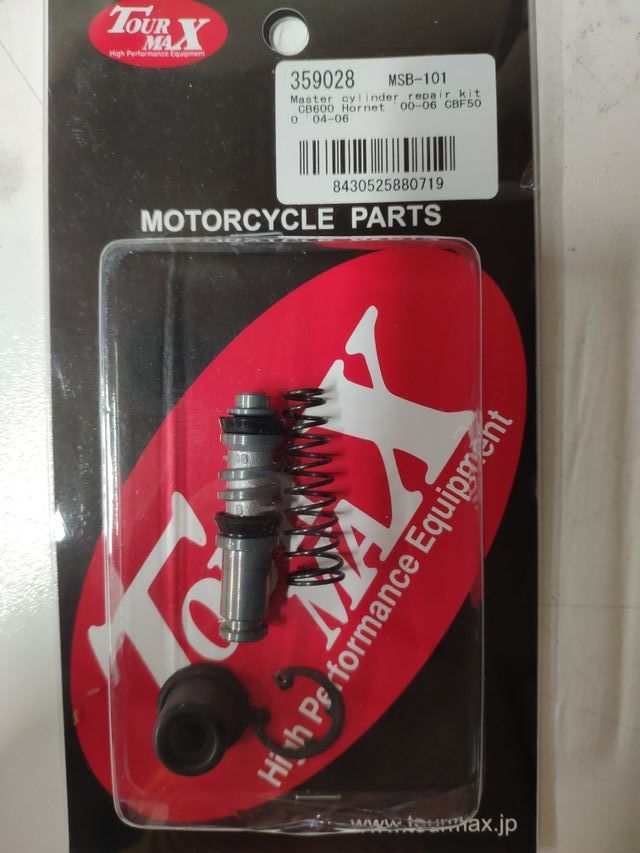 TOUR
MAX
High Performance Equipment
359028 MSB-101
Master cylinder repair kit
CB600 Hornet '00-06 CBF50
0 '04-06
8430525880719
MOTORCYCLE PARTS
TOUR
MAX
High Performance Equipment
www.tourmax.jp